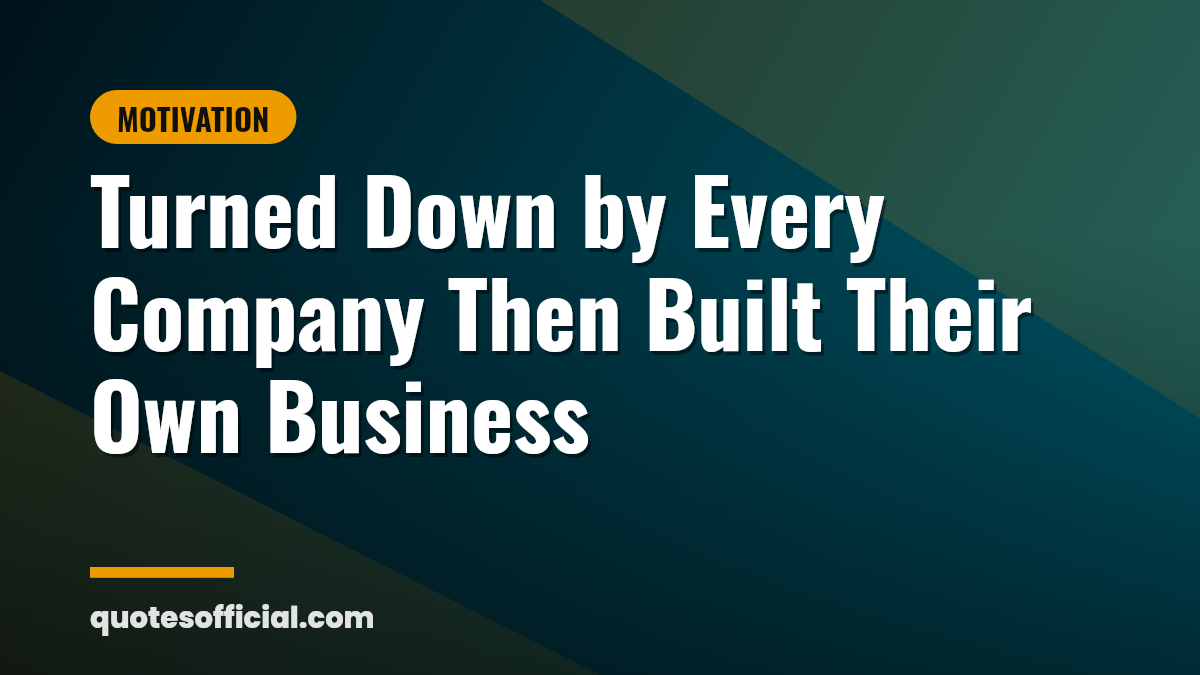 MOTIVATION
Turned Down by Every
Company Then Built Their
Own Business
quotesofficial.com